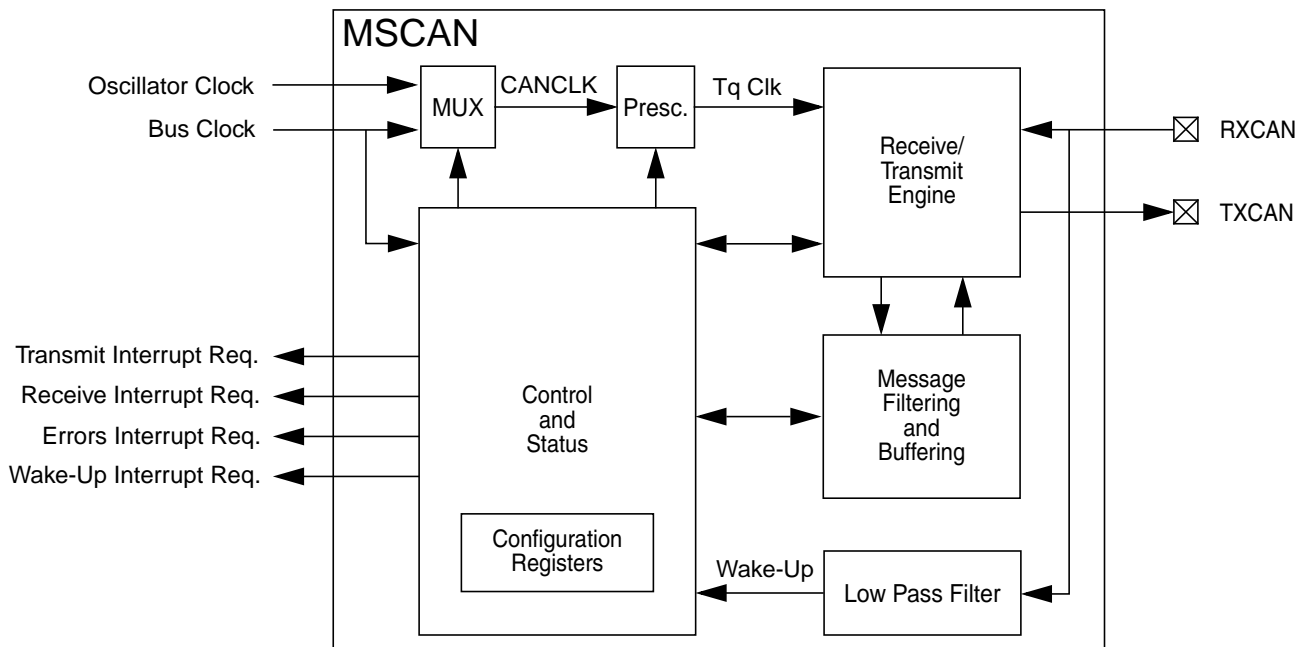 MSCAN
Oscillator Clock
MUX
CANCLK
Presc.
Tq Clk
Bus Clock
Receive/
Transmit
Engine
RXCAN
TXCAN
Transmit Interrupt Req.
Receive Interrupt Req.
Errors Interrupt Req.
Wake-Up Interrupt Req.
Control
and
Status
Message
Filtering
and
Buffering
Configuration
Registers
Wake-Up
Low Pass Filter